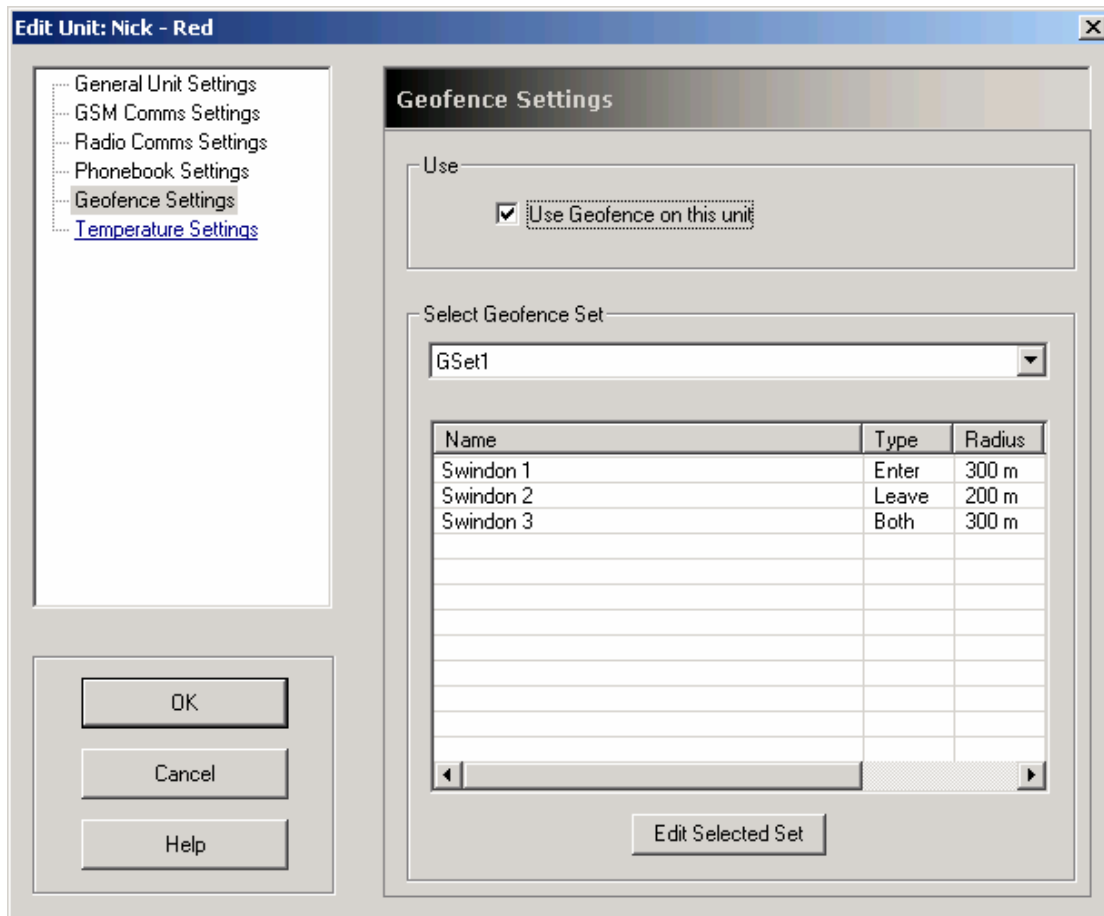 Edit Unit: Nick - Red
General Unit Settings
GSM Comms Settings
Radio Comms Settings
Phonebook Settings
Geofence Settings
Temperature Settings
OK
Cancel
Help
Geofence Settings
Use
Use Geofence on this unit
Select Geofence Set
GSet1
Name Type Radius
Swindon 1 Enter 300 m
Swindon 2 Leave 200 m
Swindon 3 Both 300 m
Edit Selected Set